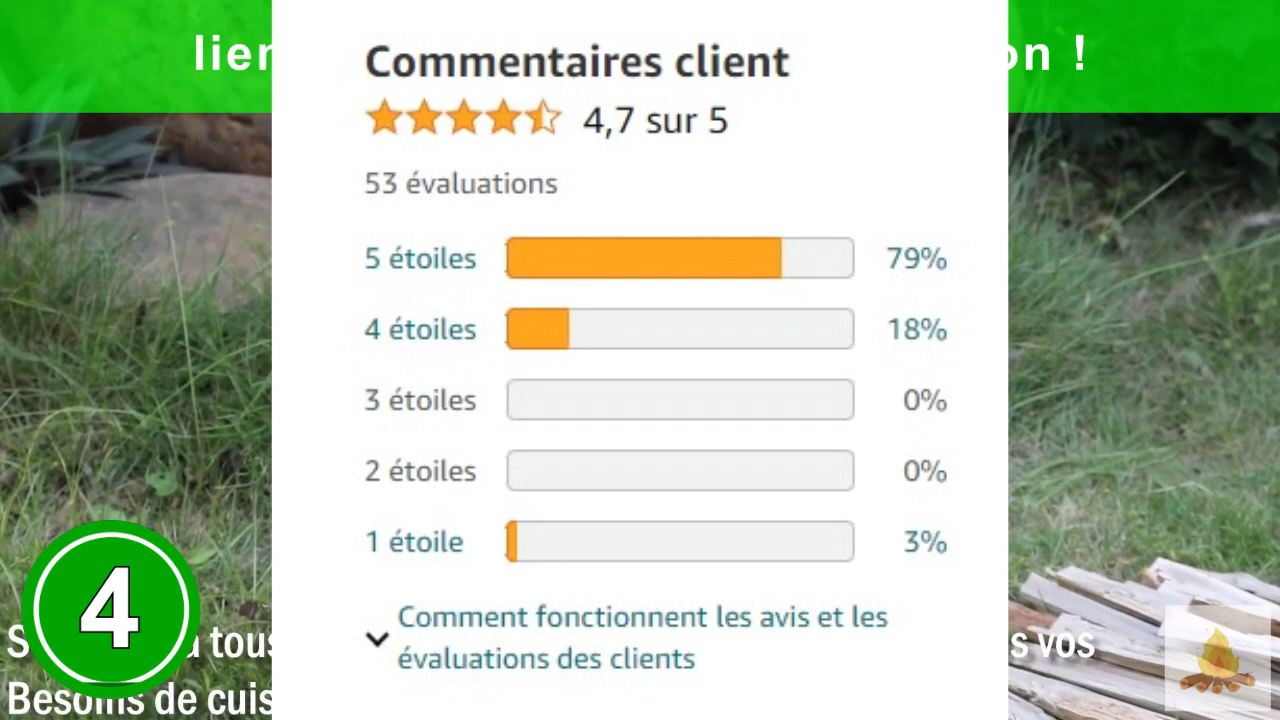 Commentaires client
4,7 sur 5
53 évaluations
5 étoiles 79%
4 étoiles 18%
3 étoiles 0%
2 étoiles 0%
1 étoile 3%
Comment fonctionnent les avis et les
évaluations des clients
4
tous vos
Besoins de cuis